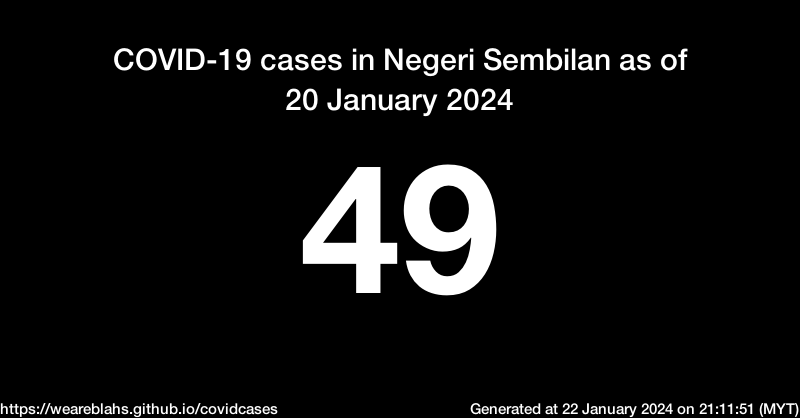 COVID-19 cases in Negeri Sembilan as of
20 January 2024
49
https://weareblahs.github.io/covidcases
Generated at 22 January 2024 on 21:11:51 (MYT)